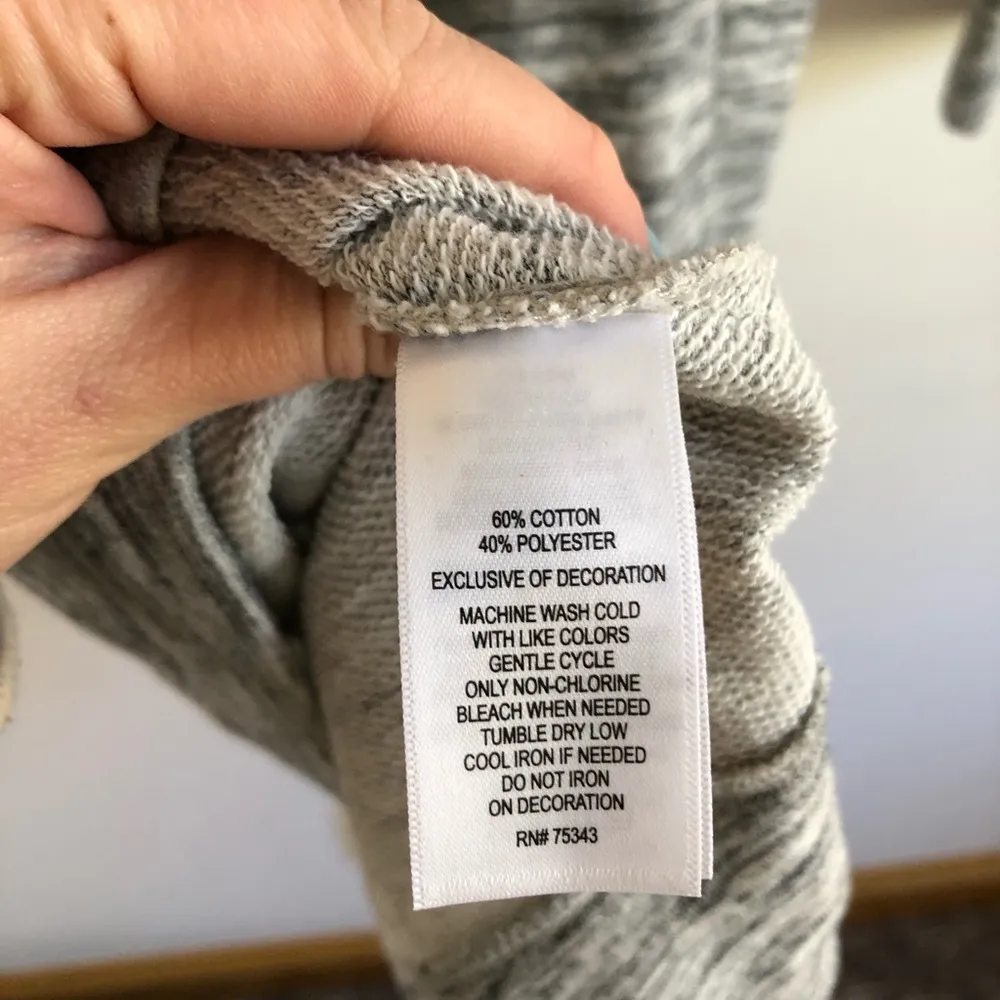 60% COTTON
40% POLYESTER
EXCLUSIVE OF DECORATION
MACHINE WASH COLD
WITH LIKE COLORS
GENTLE CYCLE
ONLY NON-CHLORINE
BLEACH WHEN NEEDED
TUMBLE DRY LOW
COOL IRON IF NEEDED
DO NOT IRON
ON DECORATION
RN# 75343